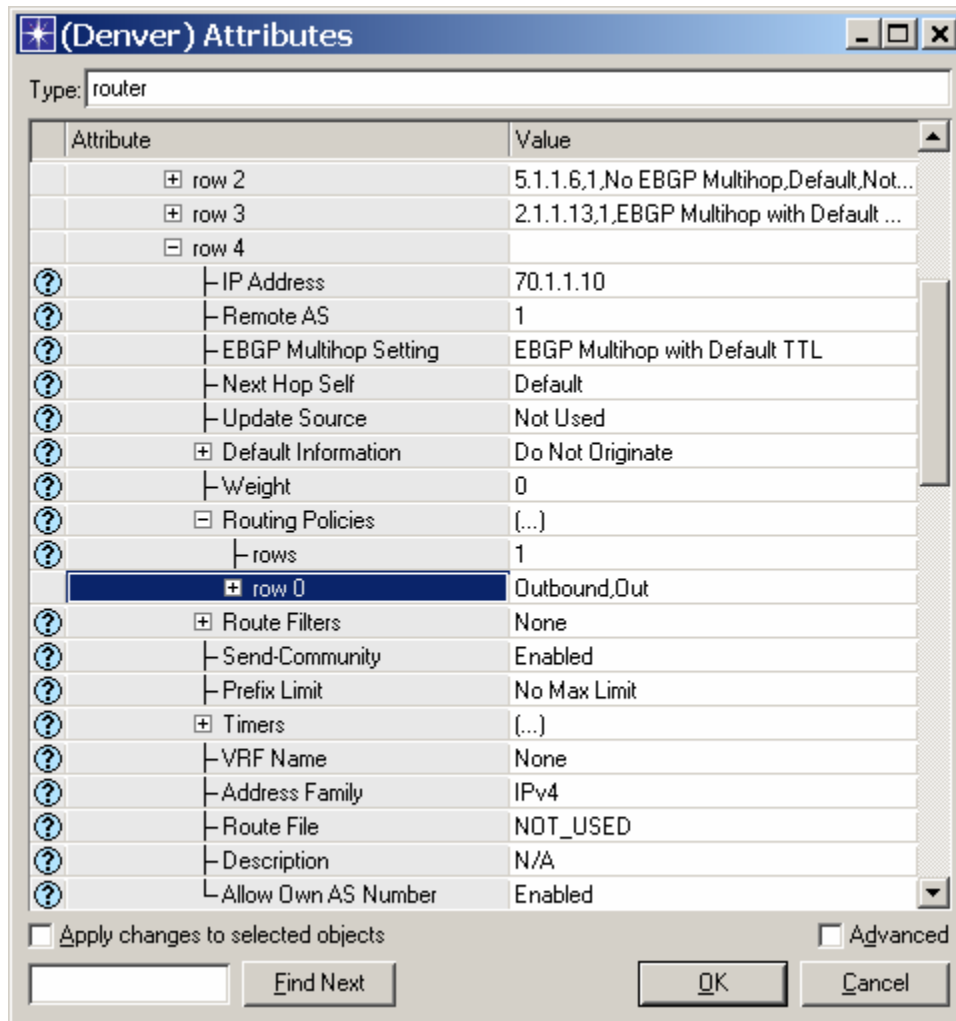 (Denver) Attributes
Type: router
Attribute Value
row 2 5.1.1.6,1,No EBGP Multihop,Default,Not...
row 3 2.1.1.13,1,EBGP Multihop with Default ...
row 4
IP Address 70.1.1.10
Remote AS 1
EBGP Multihop Setting EBGP Multihop with Default TTL
Next Hop Self Default
Update Source Not Used
Default Information Do Not Originate
Weight 0
Routing Policies (...)
rows 1
row 0 Outbound,Out
Route Filters None
Send-Community Enabled
Prefix Limit No Max Limit
Timers (...)
VRF Name None
Address Family IPv4
Route File NOT_USED
Description N/A
Allow Own AS Number Enabled
Apply changes to selected objects Advanced
Find Next OK Cancel